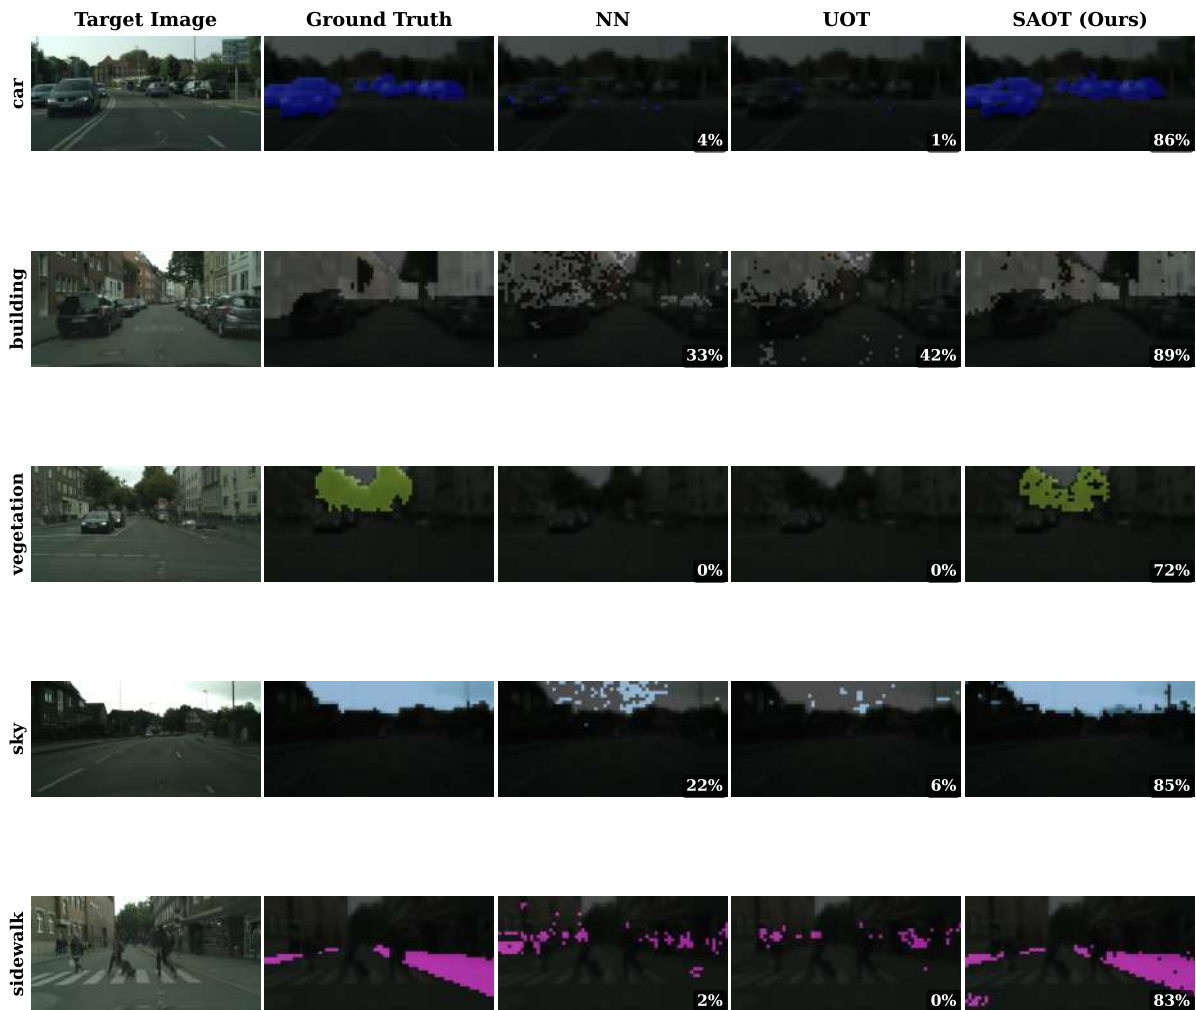 Target Image Ground Truth NN UOT SAOT (Ours)
car
4% 1% 86%
building
33% 42% 89%
vegetation
0% 0% 72%
sky
22% 6% 85%
sidewalk
2% 0% 83%